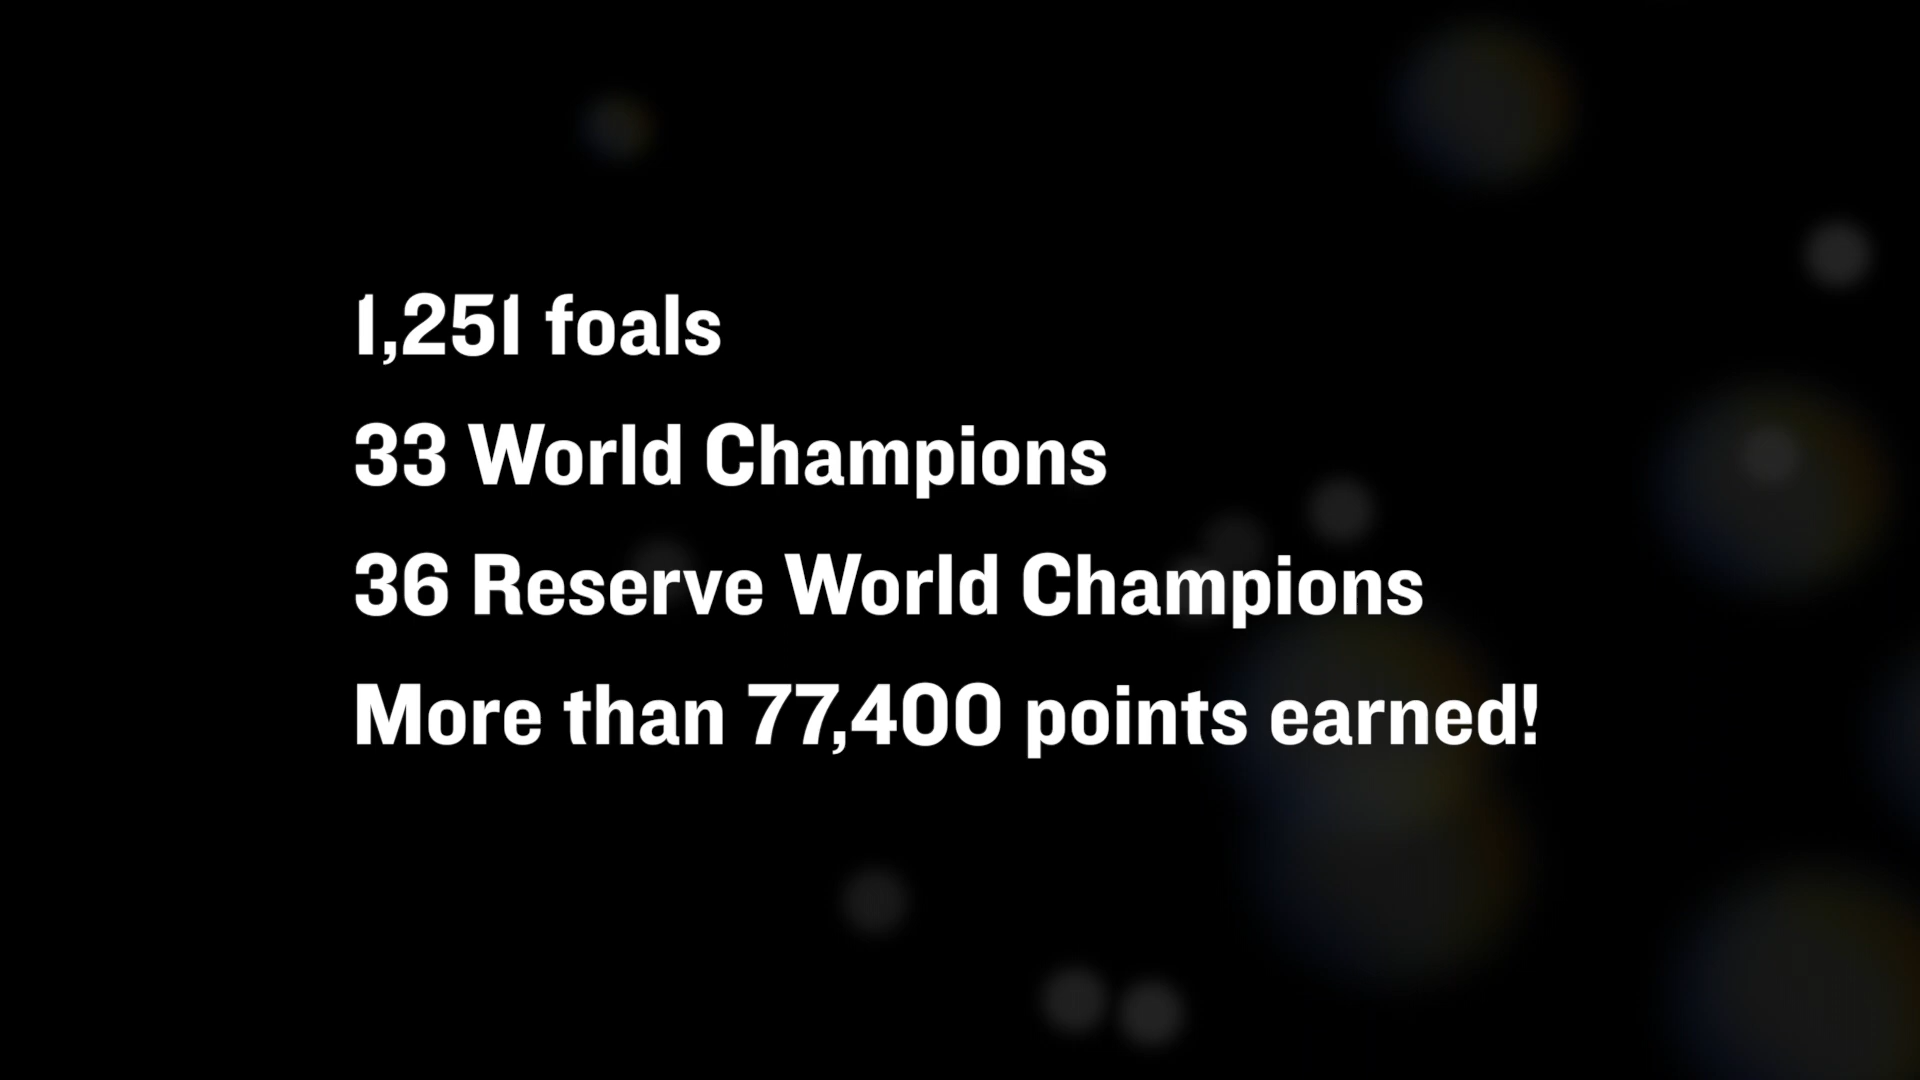 1,251 foals
33 World Champions
36 Reserve World Champions
More than 77,400 points earned!